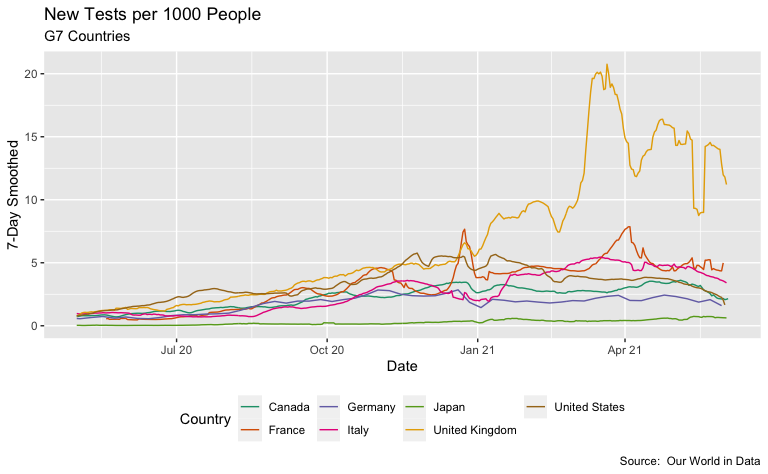 New Tests per 1000 People
G7 Countries
7-Day Smoothed
20
15
10
5
0
Jul 20 Oct 20 Jan 21 Apr 21
Date
Country
Canada Germany Japan United States
France Italy United Kingdom
Source: Our World in Data